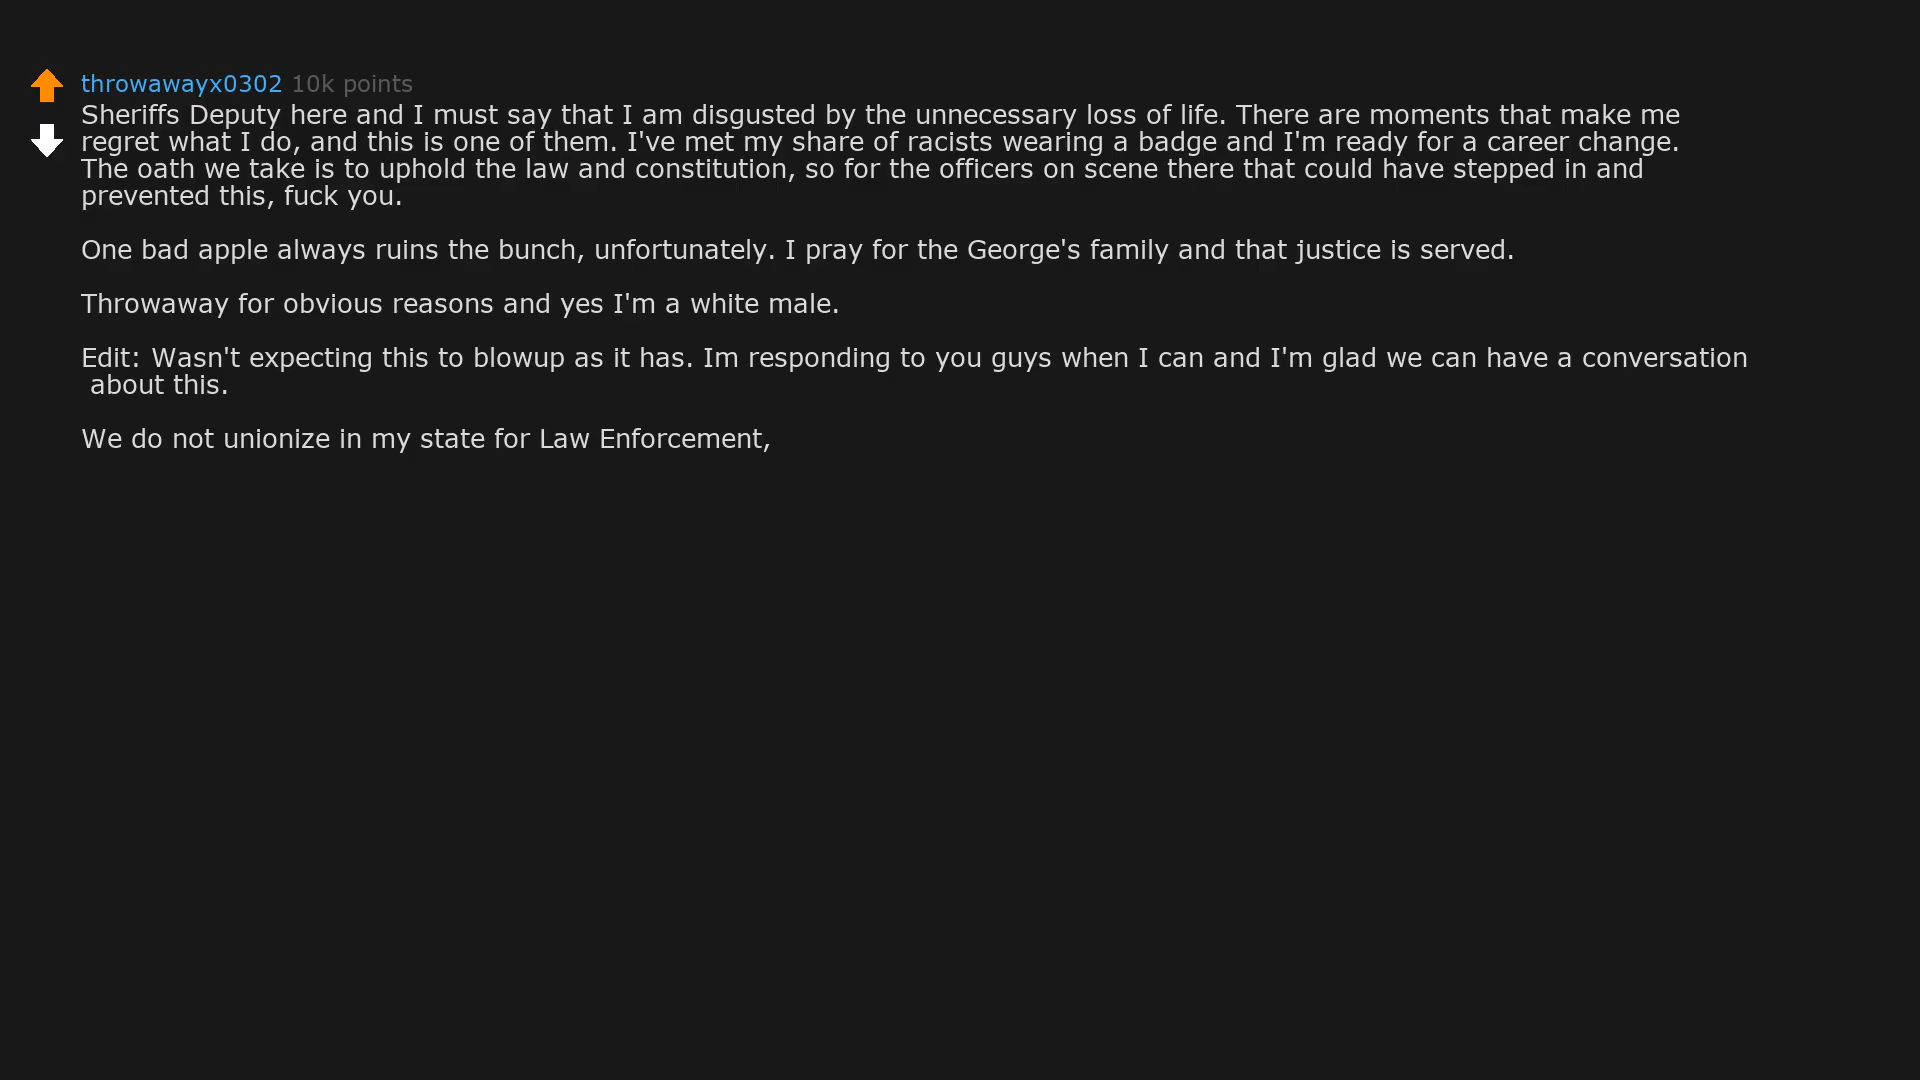 throwawayx0302 10k points
Sheriffs Deputy here and I must say that I am disgusted by the unnecessary loss of life. There are moments that make me
regret what I do, and this is one of them. I've met my share of racists wearing a badge and I'm ready for a career change.
The oath we take is to uphold the law and constitution, so for the officers on scene there that could have stepped in and
prevented this, fuck you.
One bad apple always ruins the bunch, unfortunately. I pray for the George's family and that justice is served.
Throwaway for obvious reasons and yes I'm a white male.
Edit: Wasn't expecting this to blowup as it has. Im responding to you guys when I can and I'm glad we can have a conversation
about this.
We do not unionize in my state for Law Enforcement,